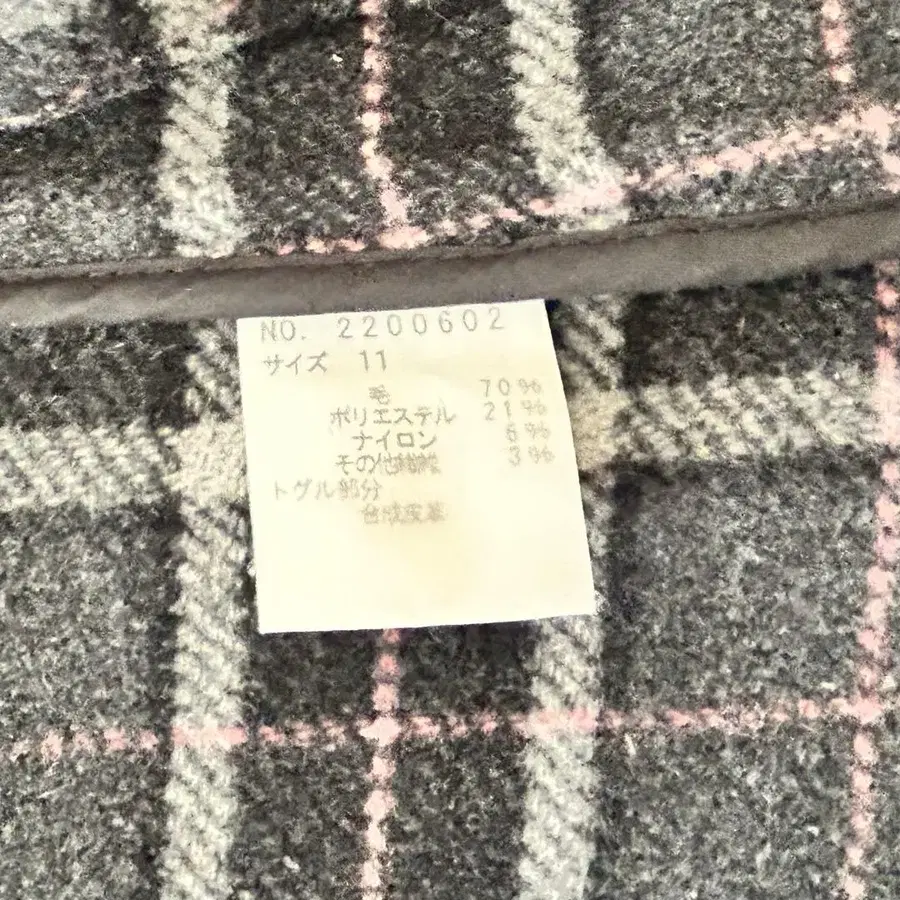 NO. 2200602
サイズ 11
毛 70%
ポリエステル 21%
ナイロン 6%
その他繊維 3%
トグル部分
合成皮革